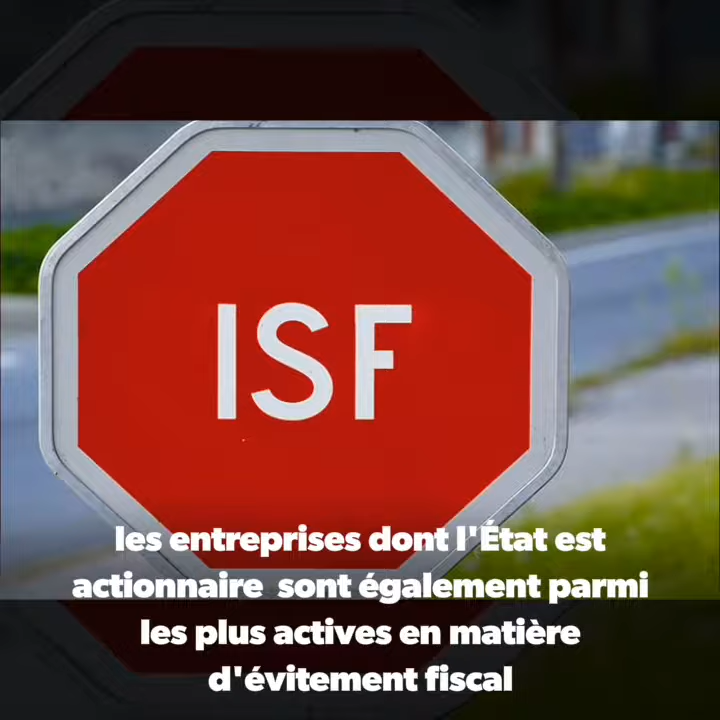 ISF
les entreprises dont l'État est
actionnaire  sont également parmi
les plus actives en matière
d'évitement fiscal